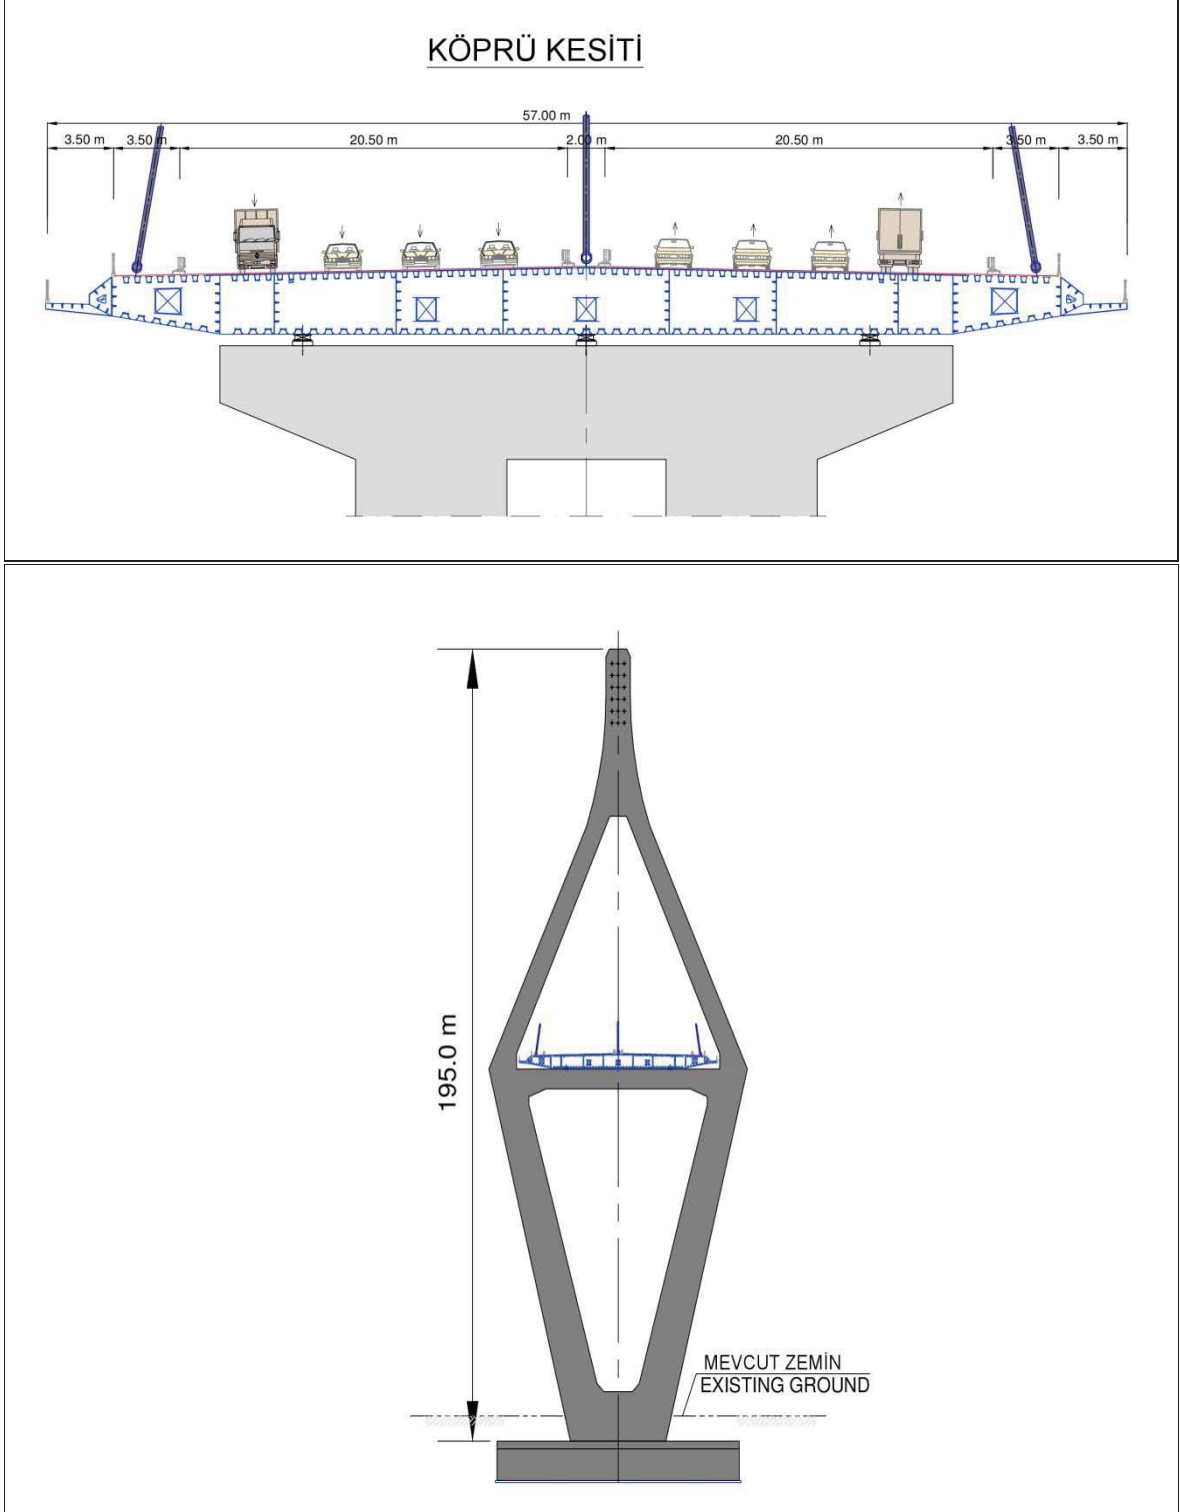 KÖPRÜ KESİTİ
57.00 m
3.50 m 3.50 m 20.50 m 2.00 m 20.50 m 3.50 m 3.50 m
195.0 m
MEVCUT ZEMİN
EXISTING GROUND